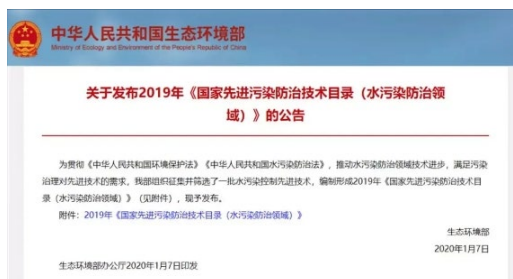 中华人民共和国生态环境部
Ministry of Ecology and Environment of the People's Republic of China
关于发布2019年《国家先进污染防治技术目录（水污染防治领
域）》的公告
为贯彻《中华人民共和国环境保护法》《中华人民共和国水污染防治法》，推动水污染防治领域技术进步，满足污染
治理对先进技术的需求，我部组织征集并筛选了一批水污染控制先进技术，编制形成2019年《国家先进污染防治技术目
录（水污染防治领域）》（见附件），现予发布。
附件：2019年《国家先进污染防治技术目录（水污染防治领域）》
生态环境部
2020年1月7日
生态环境部办公厅2020年1月7日印发